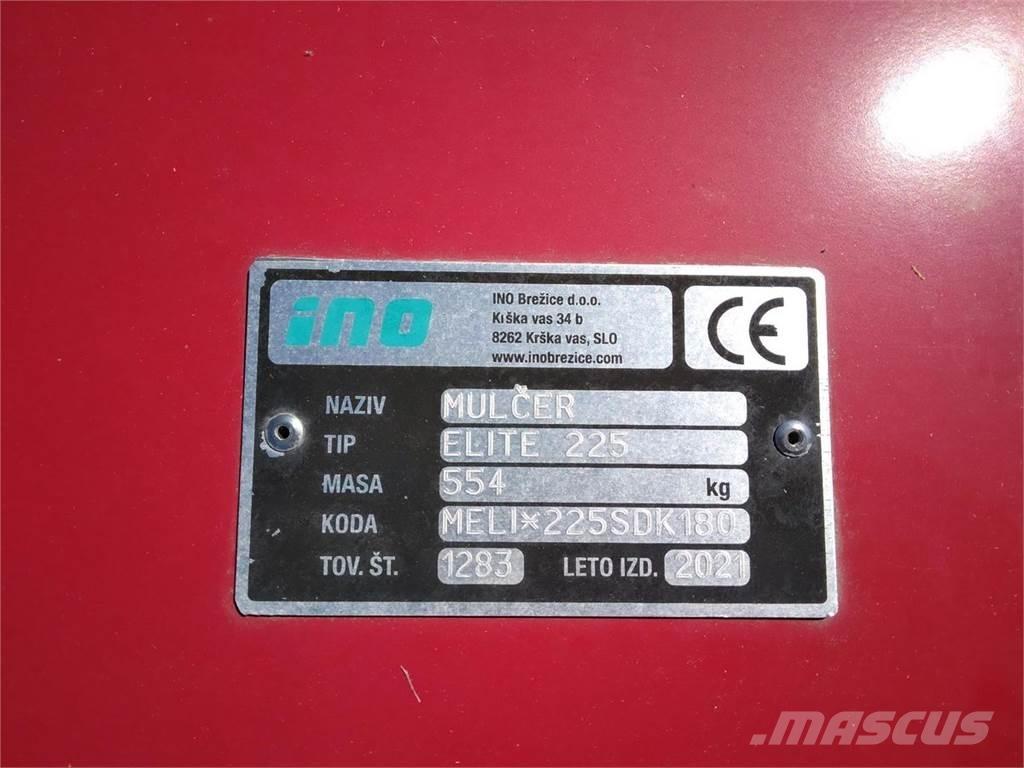 ino
INO Brežice d.o.o.
Krška vas 34 b
8262 Krška vas, SLO
www.inobrezice.com
CE
NAZIV MULČER
TIP ELITE 225
MASA 554 kg
KODA MELI*225SDK180
TOV. ŠT. 1283 LETO IZD. 2021
MASCUS